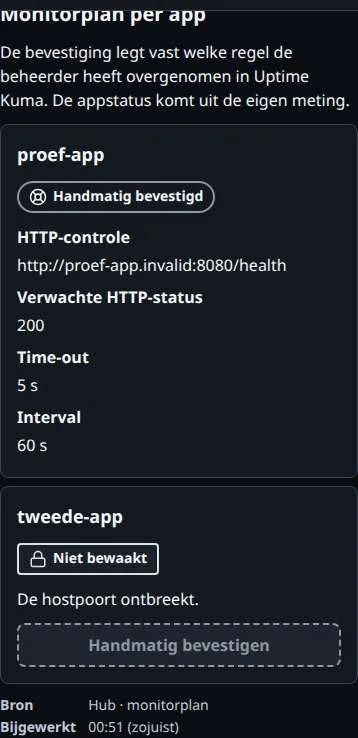 Monitorplan per app
De bevestiging legt vast welke regel de
beheerder heeft overgenomen in Uptime
Kuma. De appstatus komt uit de eigen meting.
proef-app
Handmatig bevestigd
HTTP-controle
http://proef-app.invalid:8080/health
Verwachte HTTP-status
200
Time-out
5 s
Interval
60 s
tweede-app
Niet bewaakt
De hostpoort ontbreekt.
Handmatig bevestigen
Bron Hub · monitorplan
Bijgewerkt 00:51 (zojuist)